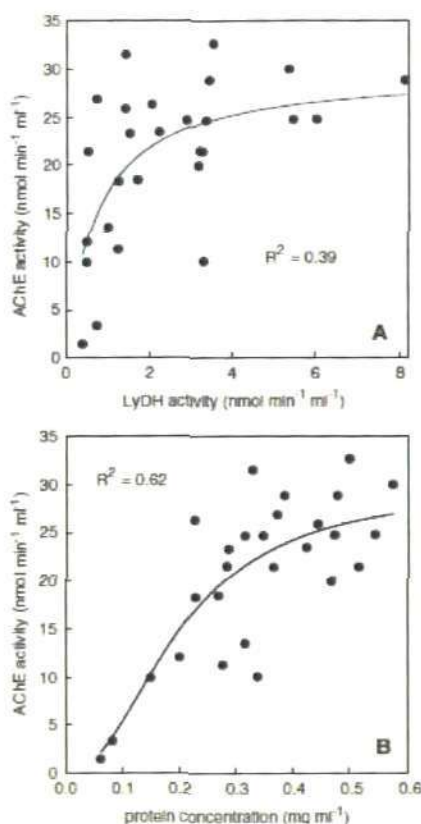 35
30
25
20
15
10
5
0
AChE activity (nmol min⁻¹ ml⁻¹)
R² = 0.39
A
0 2 4 6 8
LyDH activity (nmol min⁻¹ ml⁻¹)
35
30
25
20
15
10
5
0
AChE activity (nmol min⁻¹ ml⁻¹)
R² = 0.62
B
0.0 0.1 0.2 0.3 0.4 0.5 0.6
protein concentration (mg ml⁻¹)